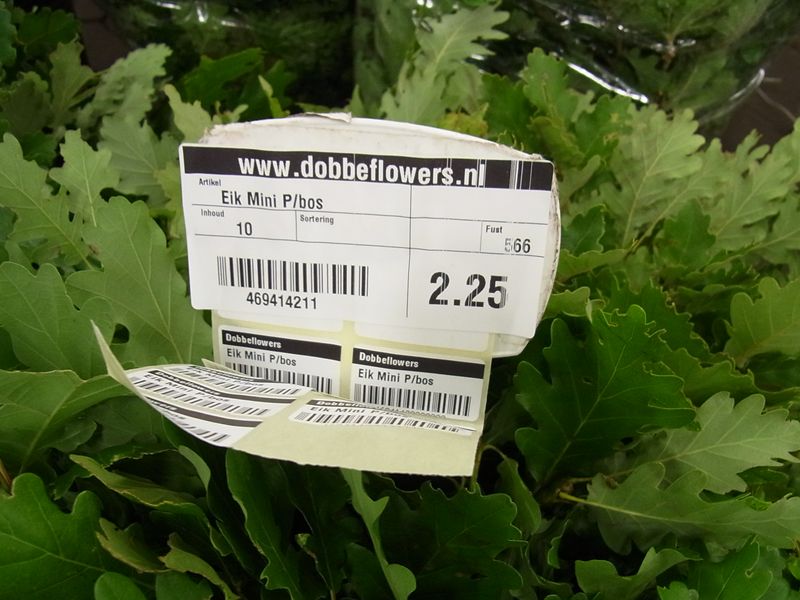 www.dobbeflowers.nl
Artikel
Eik Mini P/bos
Inhoud Sortering Fust
10 566
469414211 2.25
Dobbeflowers
Eik Mini P/bos
Dobbeflowers
Eik Mini P/bos
Eik Mini P/bos